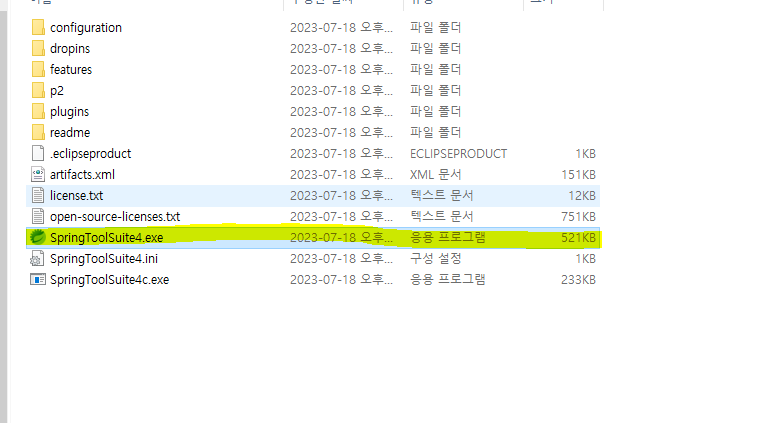 configuration 2023-07-18 오후... 파일 폴더
dropins 2023-07-18 오후... 파일 폴더
features 2023-07-18 오후... 파일 폴더
p2 2023-07-18 오후... 파일 폴더
plugins 2023-07-18 오후... 파일 폴더
readme 2023-07-18 오후... 파일 폴더
.eclipseproduct 2023-07-18 오후... ECLIPSEPRODUCT 1KB
artifacts.xml 2023-07-18 오후... XML 문서 151KB
license.txt 2023-07-18 오후... 텍스트 문서 12KB
open-source-licenses.txt 2023-07-18 오후... 텍스트 문서 751KB
SpringToolSuite4.exe 2023-07-18 오후... 응용 프로그램 521KB
SpringToolSuite4.ini 2023-07-18 오후... 구성 설정 1KB
SpringToolSuite4c.exe 2023-07-18 오후... 응용 프로그램 233KB